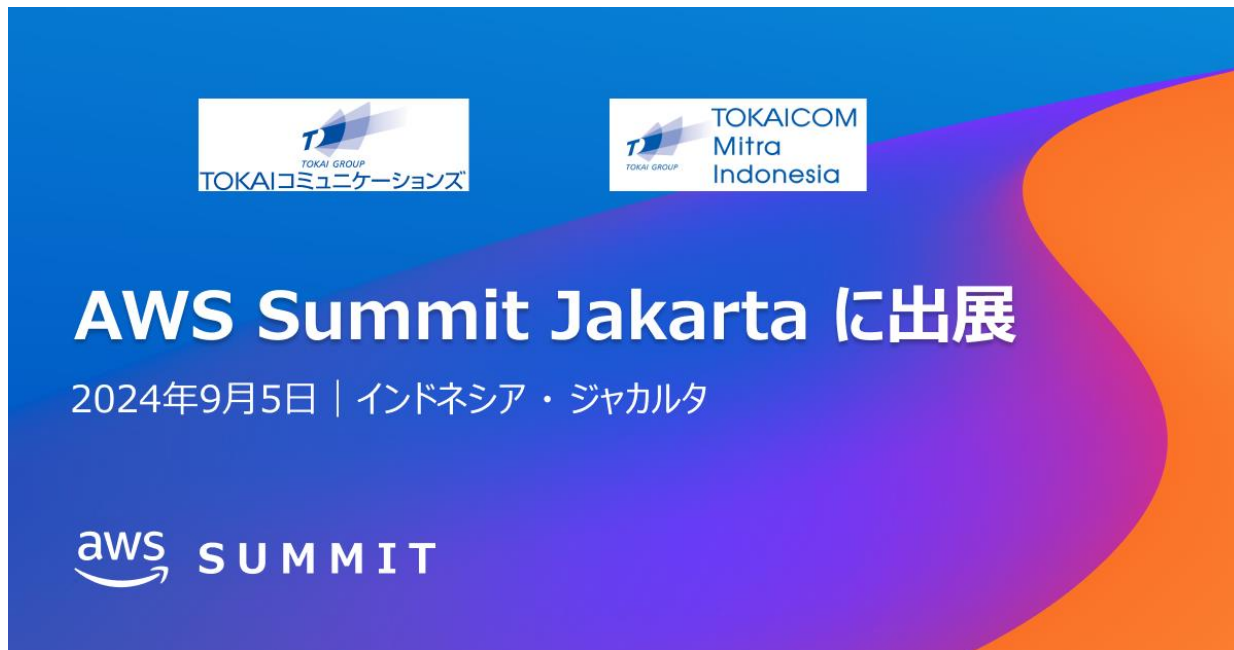 T
TOKAI GROUP
TOKAIコミュニケーションズ
T
TOKAI GROUP
TOKAICOM
Mitra
Indonesia
AWS Summit Jakarta に出展
2024年9月5日｜インドネシア・ジャカルタ
aws SUMMIT